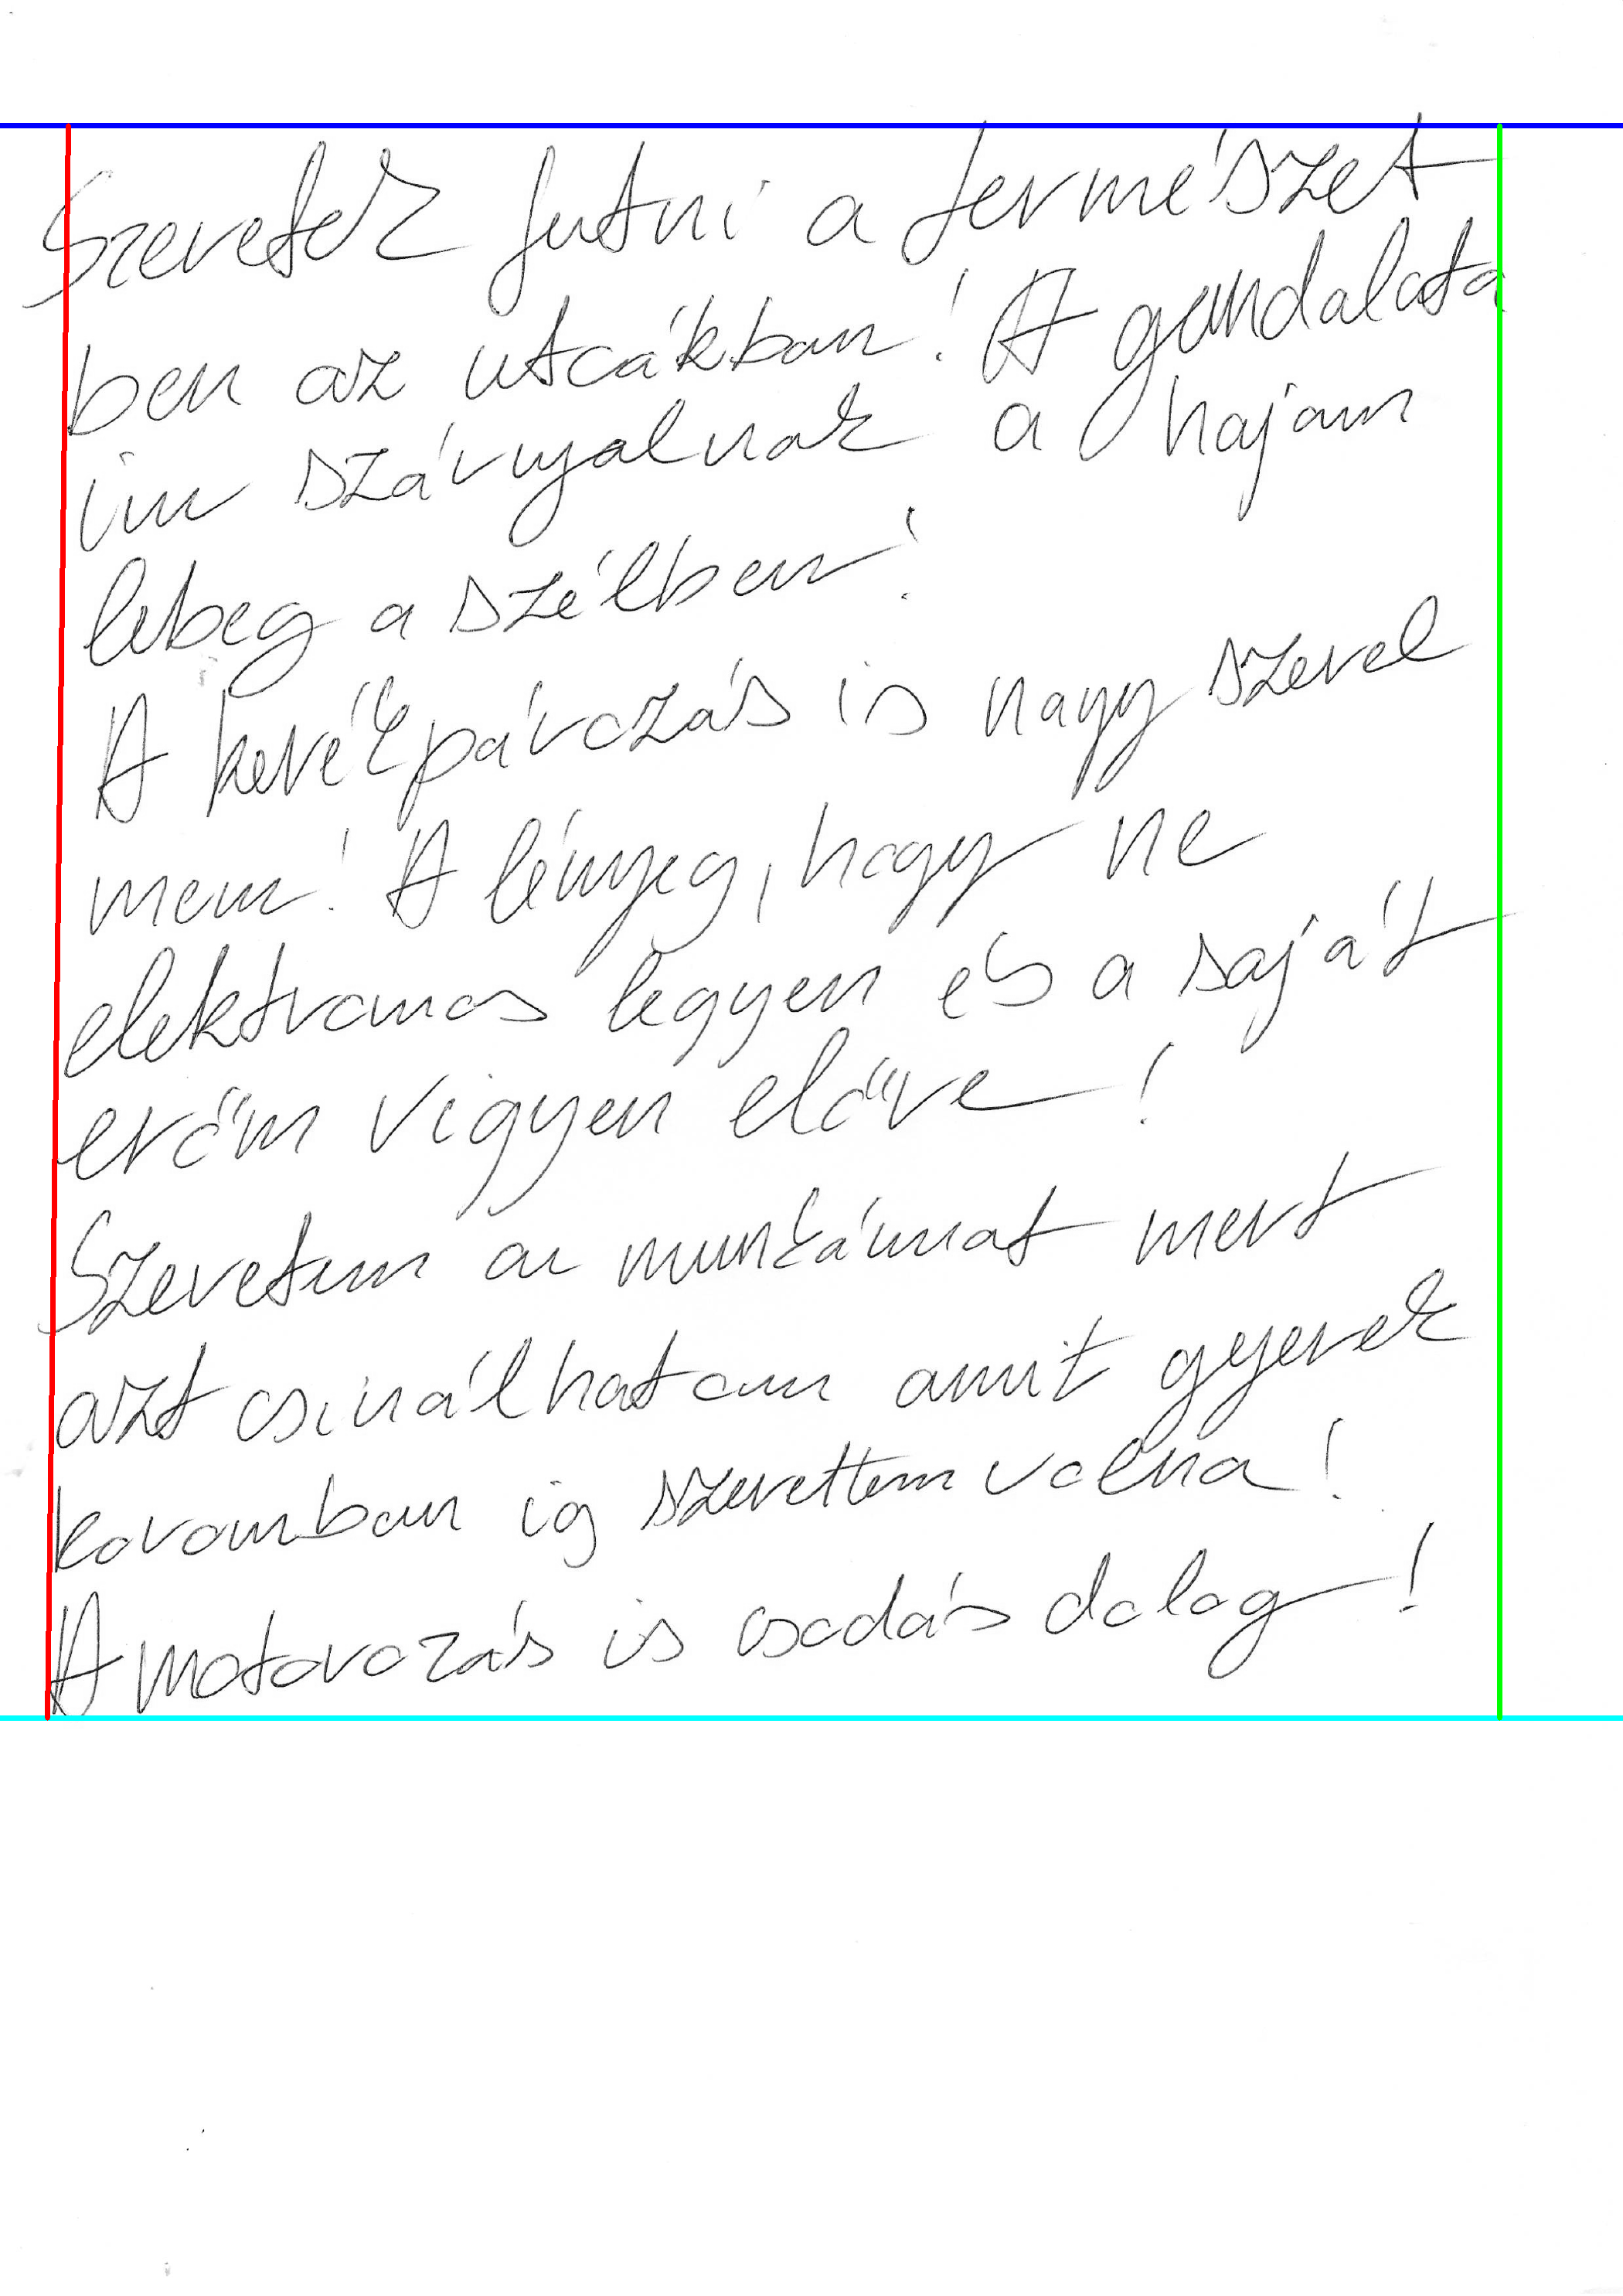 Szeretek futni a természet
ben az utcákban! A gondolata
im szárnyalnak a hajam
lebeg a szélben!
A kerékpározás is nagy szerel
mem! A lényeg, hogy ne
elektromos legyen és a saját
erőm vigyen előre!
Szeretem a munkámat mert
azt csinálhatom amit gyerek
koromban ig szerettem volna!
A motorozás is csodás dolog!